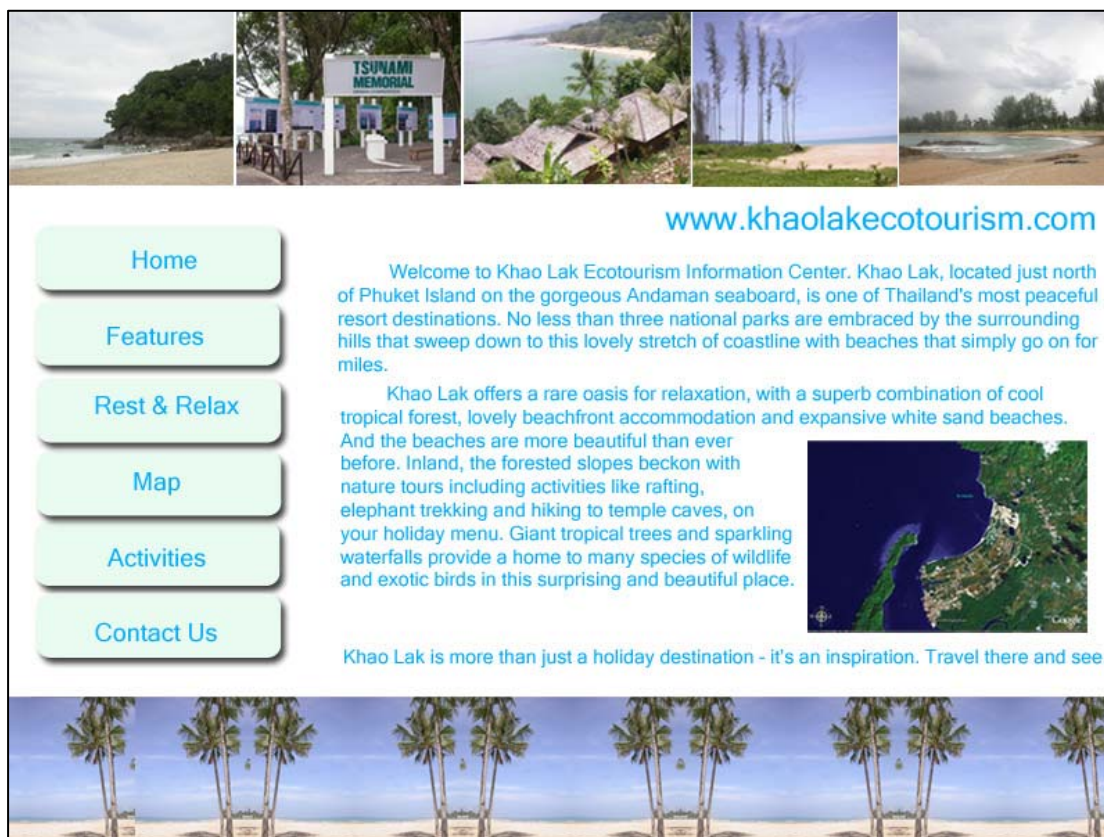 TSUNAMI
MEMORIAL
www.khaolakecotourism.com
Home
Features
Rest & Relax
Map
Activities
Contact Us
Welcome to Khao Lak Ecotourism Information Center. Khao Lak, located just north
of Phuket Island on the gorgeous Andaman seaboard, is one of Thailand's most peaceful
resort destinations. No less than three national parks are embraced by the surrounding
hills that sweep down to this lovely stretch of coastline with beaches that simply go on for
miles.
Khao Lak offers a rare oasis for relaxation, with a superb combination of cool
tropical forest, lovely beachfront accommodation and expansive white sand beaches.
And the beaches are more beautiful than ever
before. Inland, the forested slopes beckon with
nature tours including activities like rafting,
elephant trekking and hiking to temple caves, on
your holiday menu. Giant tropical trees and sparkling
waterfalls provide a home to many species of wildlife
and exotic birds in this surprising and beautiful place.
Google
Khao Lak is more than just a holiday destination - it's an inspiration. Travel there and see